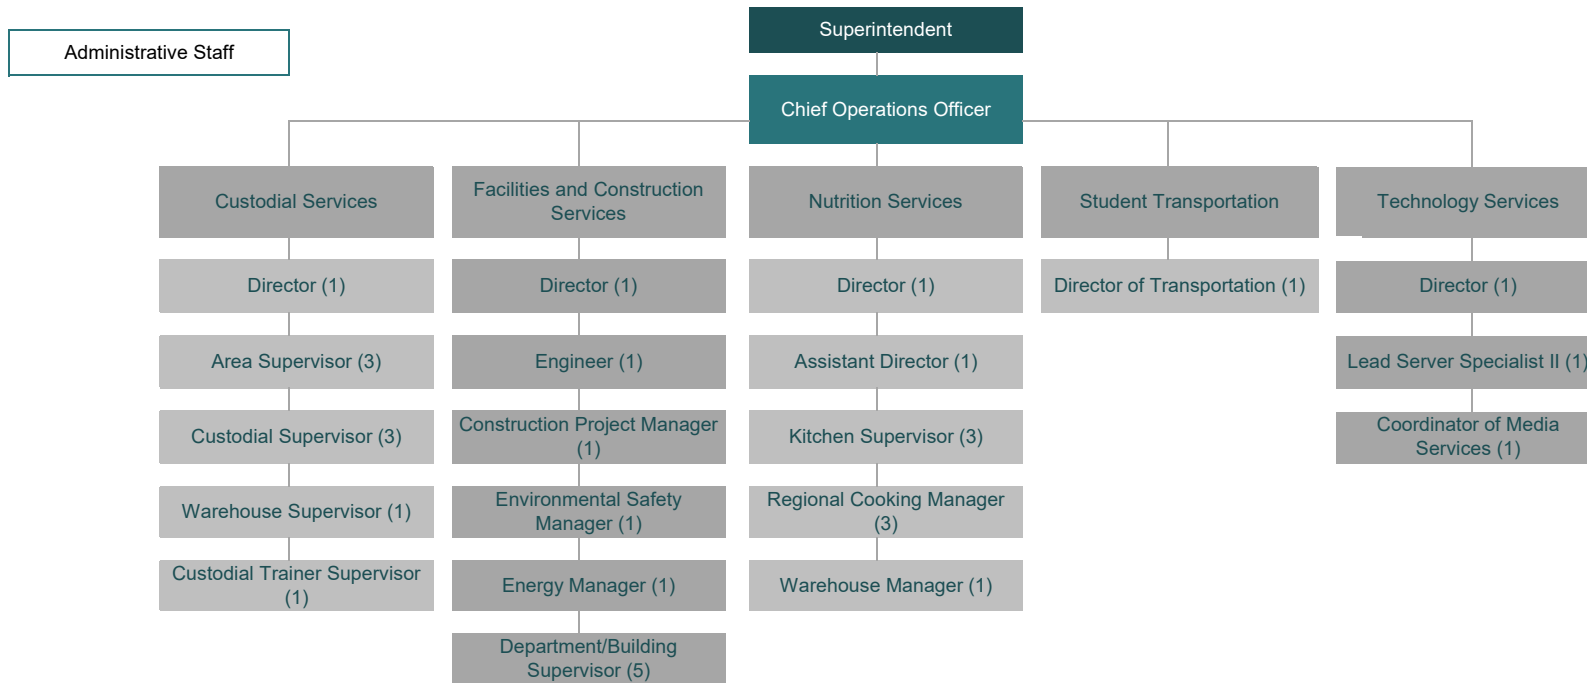 Superintendent
Administrative Staff
Chief Operations Officer
Custodial Services
Facilities and Construction
Services
Nutrition Services
Student Transportation
Technology Services
Director (1)
Director (1)
Director (1)
Director of Transportation (1)
Director (1)
Area Supervisor (3)
Engineer (1)
Assistant Director (1)
Lead Server Specialist II (1)
Custodial Supervisor (3)
Construction Project Manager
(1)
Kitchen Supervisor (3)
Coordinator of Media
Services (1)
Warehouse Supervisor (1)
Environmental Safety
Manager (1)
Regional Cooking Manager
(3)
Custodial Trainer Supervisor
(1)
Energy Manager (1)
Warehouse Manager (1)
Department/Building
Supervisor (5)